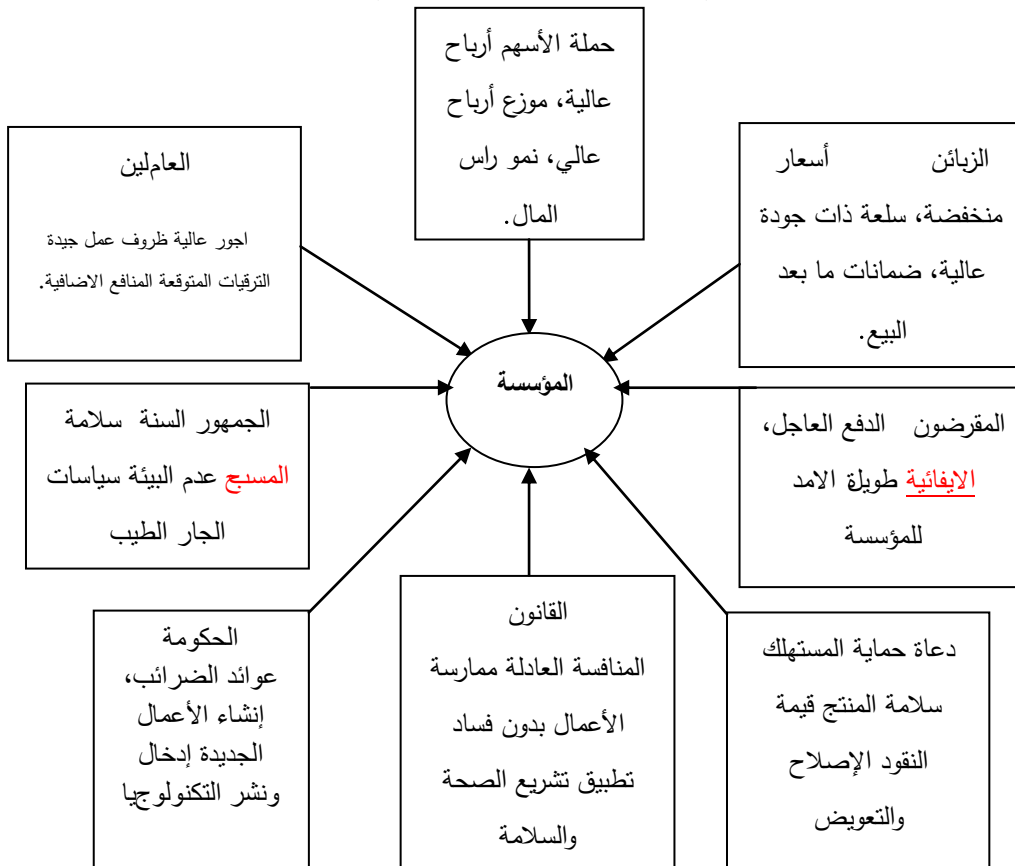 حملة الأسهم أرباح
عالية، موزع أرباح
عالي، نمو راس
المال.
الزبائن أسعار
منخفضة، سلعة ذات جودة
عالية، ضمانات ما بعد
البيع.
العاملين
اجور عالية ظروف عمل جيدة
الترقيات المتوقعة المنافع الاضافية.
المؤسسة
المقرضون الدفع العاجل،
الايفائية طويلة الامد
للمؤسسة
الجمهور السنة سلامة
المسبح عدم البيئة سياسات
الجار الطيب
دعاة حماية المستهلك
سلامة المنتج قيمة
النقود الإصلاح
والتعويض
القانون
المنافسة العادلة ممارسة
الأعمال بدون فساد
تطبيق تشريع الصحة
والسلامة
الحكومة
عوائد الضرائب،
إنشاء الأعمال
الجديدة إدخال
ونشر التكنولوجيا